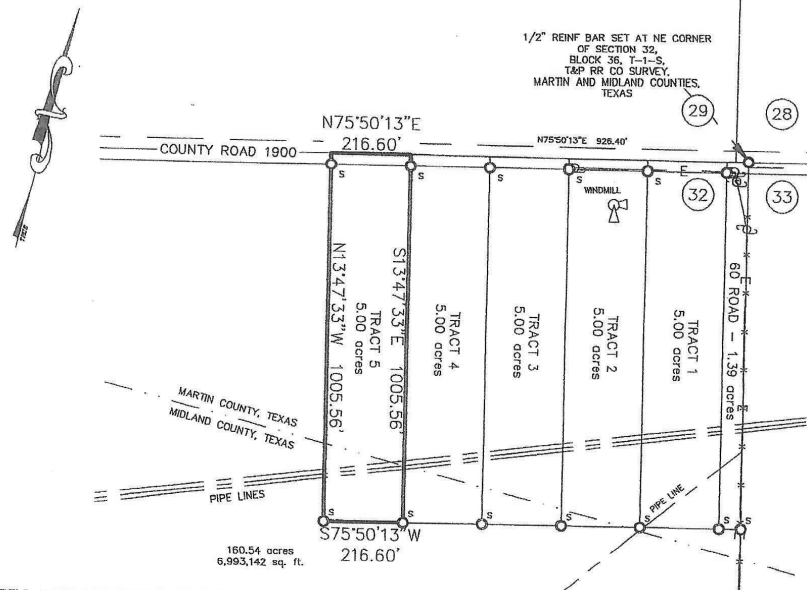 1/2" REINF BAR SET AT NE CORNER
OF SECTION 32,
BLOCK 36, T-1-S,
T&P RR CO SURVEY,
MARTIN AND MIDLAND COUNTIES,
TEXAS
29
28
N75°50'13"E
216.60'
N75°50'13"E 926.40'
COUNTY ROAD 1900
S
S
S
S
S
S
E
32
33
WINDMILL
N13°47'33"W 1005.56'
S13°47'33"E 1005.56'
TRACT 5
5.00 acres
TRACT 4
5.00 acres
TRACT 3
5.00 acres
TRACT 2
5.00 acres
TRACT 1
5.00 acres
60' ROAD - 1.39 acres
E
E
MARTIN COUNTY, TEXAS
MIDLAND COUNTY, TEXAS
PIPE LINES
PIPE LINE
S
S
S
S
S
S
S
E
S75°50'13"W
216.60'
160.54 acres
6,993,142 sq. ft.